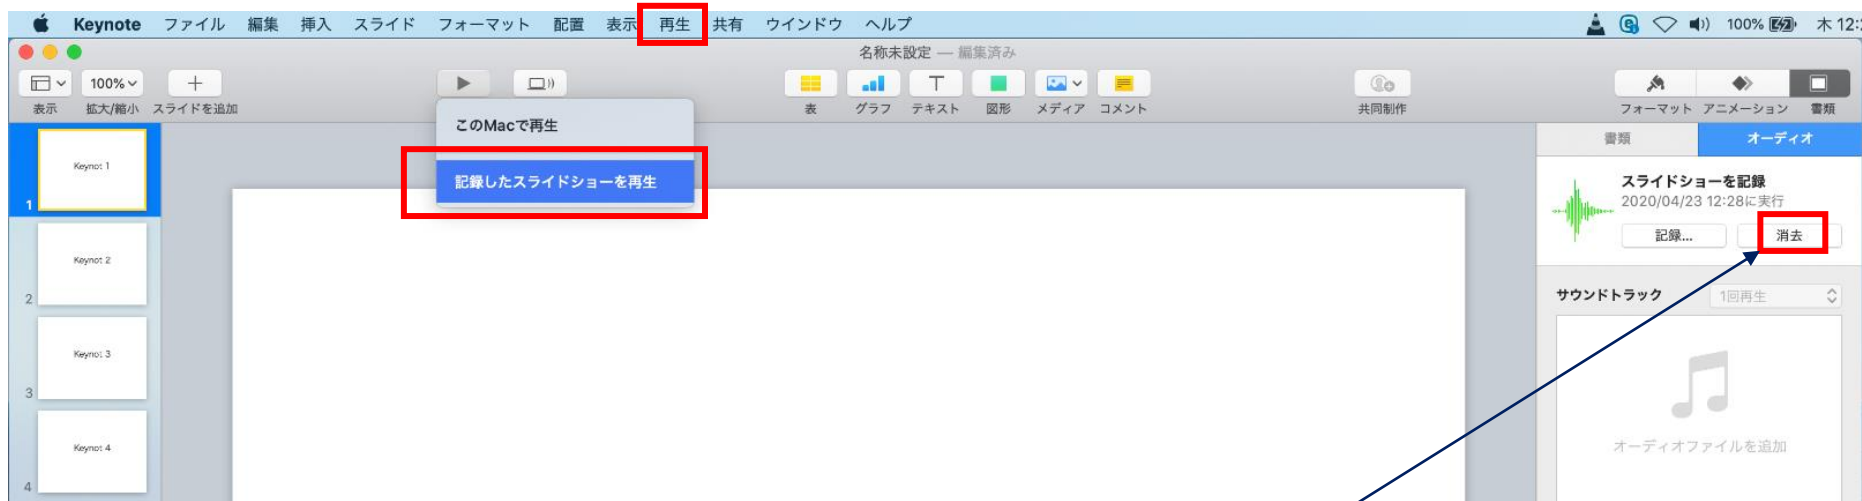 Keynote ファイル 編集 挿入 スライド フォーマット 配置 表示 再生 共有 ウインドウ ヘルプ 100% 木 12:
名称未設定 — 編集済み
100%
表示 拡大/縮小 スライドを追加 表 グラフ テキスト 図形 メディア コメント 共同制作 フォーマット アニメーション 書類
このMacで再生
記録したスライドショーを再生
書類 オーディオ
スライドショーを記録
2020/04/23 12:28に実行
記録... 消去
サウンドトラック 1回再生
オーディオファイルを追加
Keynot 1
1
Keynot 2
2
Keynot 3
3
Keynot 4
4